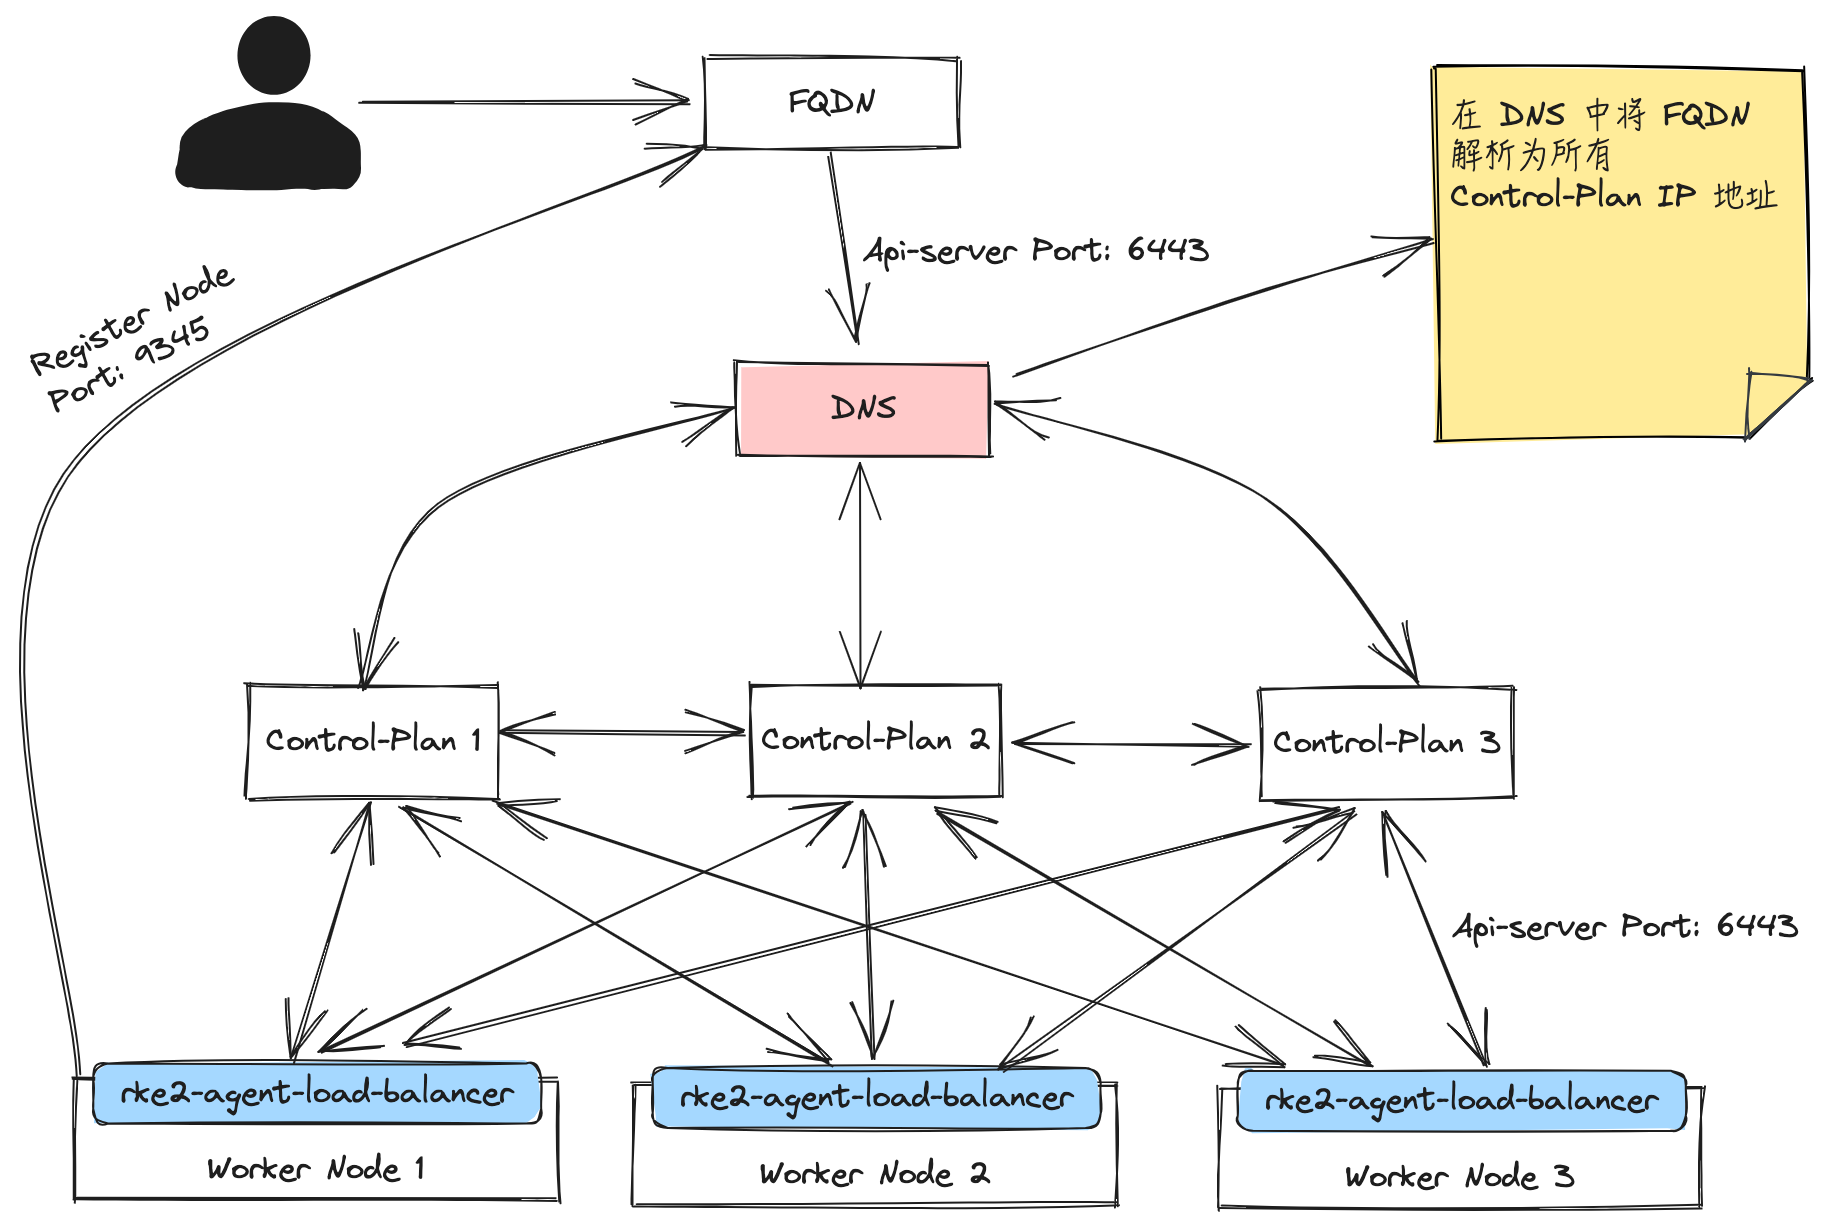 FQDN
在 DNS 中将 FQDN
解析为所有
Control-Plan IP 地址
Api-server Port: 6443
Register Node
Port: 9345
DNS
Control-Plan 1
Control-Plan 2
Control-Plan 3
Api-server Port: 6443
rke2-agent-load-balancer
rke2-agent-load-balancer
rke2-agent-load-balancer
Worker Node 1
Worker Node 2
Worker Node 3